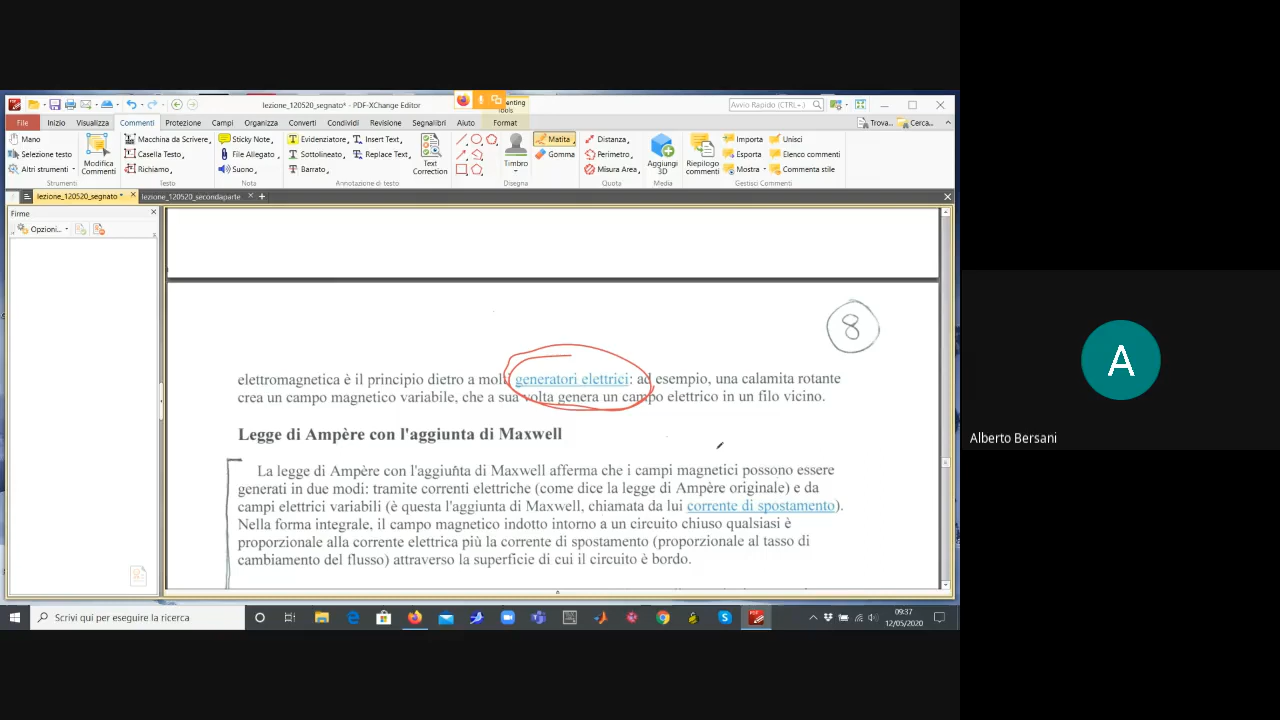 lezione_120520_segnato* - PDF-XChange Editor
enting
ools
Avvio Rapido (CTRL+.)
File Inizio Visualizza Commenti Protezione Campi Organizza Converti Condividi Revisione Segnalibri Aiuto Format Trova... Cerca...
Mano
Selezione testo
Altri strumenti
Strumenti
Modifica
Commenti
Macchina da Scrivere
Casella Testo
Richiamo
Testo
Sticky Note
File Allegato
Suono
Nota
Evidenziatore
Sottolineato
Barrato
Insert Text
Replace Text
Text
Correction
Annotazione di testo
Timbro
Matita
Gomma
Disegna
Distanza
Perimetro
Misura Area
Quota
Aggiungi
3D
Media
Riepilogo
commenti
Importa
Esporta
Mostra
Unisci
Elenco commenti
Commenta stile
Gestisci Commenti
lezione_120520_segnato * lezione_120520_secondaparte
Firme
Opzioni...
8
elettromagnetica è il principio dietro a molti generatori elettrici: ad esempio, una calamita rotante
crea un campo magnetico variabile, che a sua volta genera un campo elettrico in un filo vicino.
Legge di Ampère con l'aggiunta di Maxwell
La legge di Ampère con l'aggiunta di Maxwell afferma che i campi magnetici possono essere
generati in due modi: tramite correnti elettriche (come dice la legge di Ampère originale) e da
campi elettrici variabili (è questa l'aggiunta di Maxwell, chiamata da lui corrente di spostamento).
Nella forma integrale, il campo magnetico indotto intorno a un circuito chiuso qualsiasi è
proporzionale alla corrente elettrica più la corrente di spostamento (proporzionale al tasso di
cambiamento del flusso) attraverso la superficie di cui il circuito è bordo.
A
Alberto Bersani
Scrivi qui per eseguire la ricerca
09:37
12/05/2020